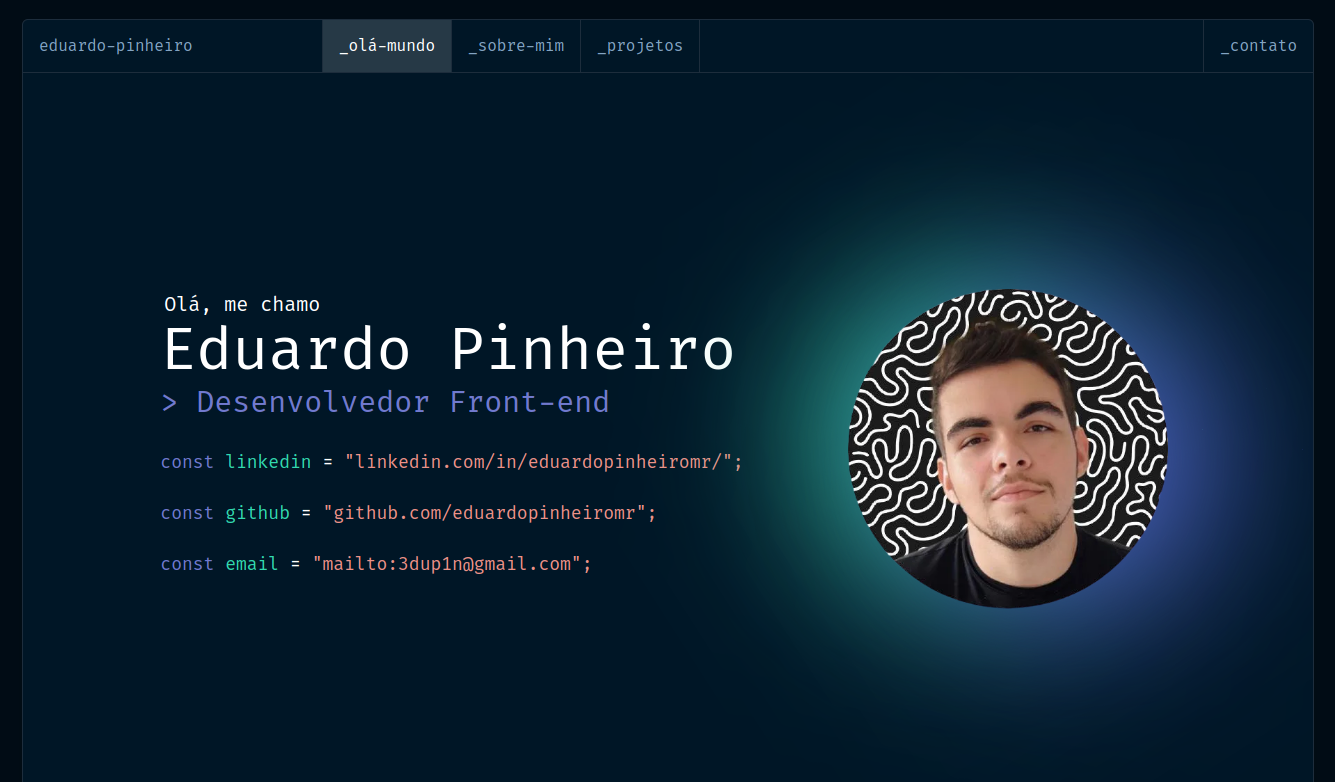 eduardo-pinheiro
_olá-mundo
_sobre-mim
_projetos
_contato
Olá, me chamo
Eduardo Pinheiro
> Desenvolvedor Front-end
const linkedin = "linkedin.com/in/eduardopinheiromr/";
const github = "github.com/eduardopinheiromr";
const email = "mailto:3dup1n@gmail.com";